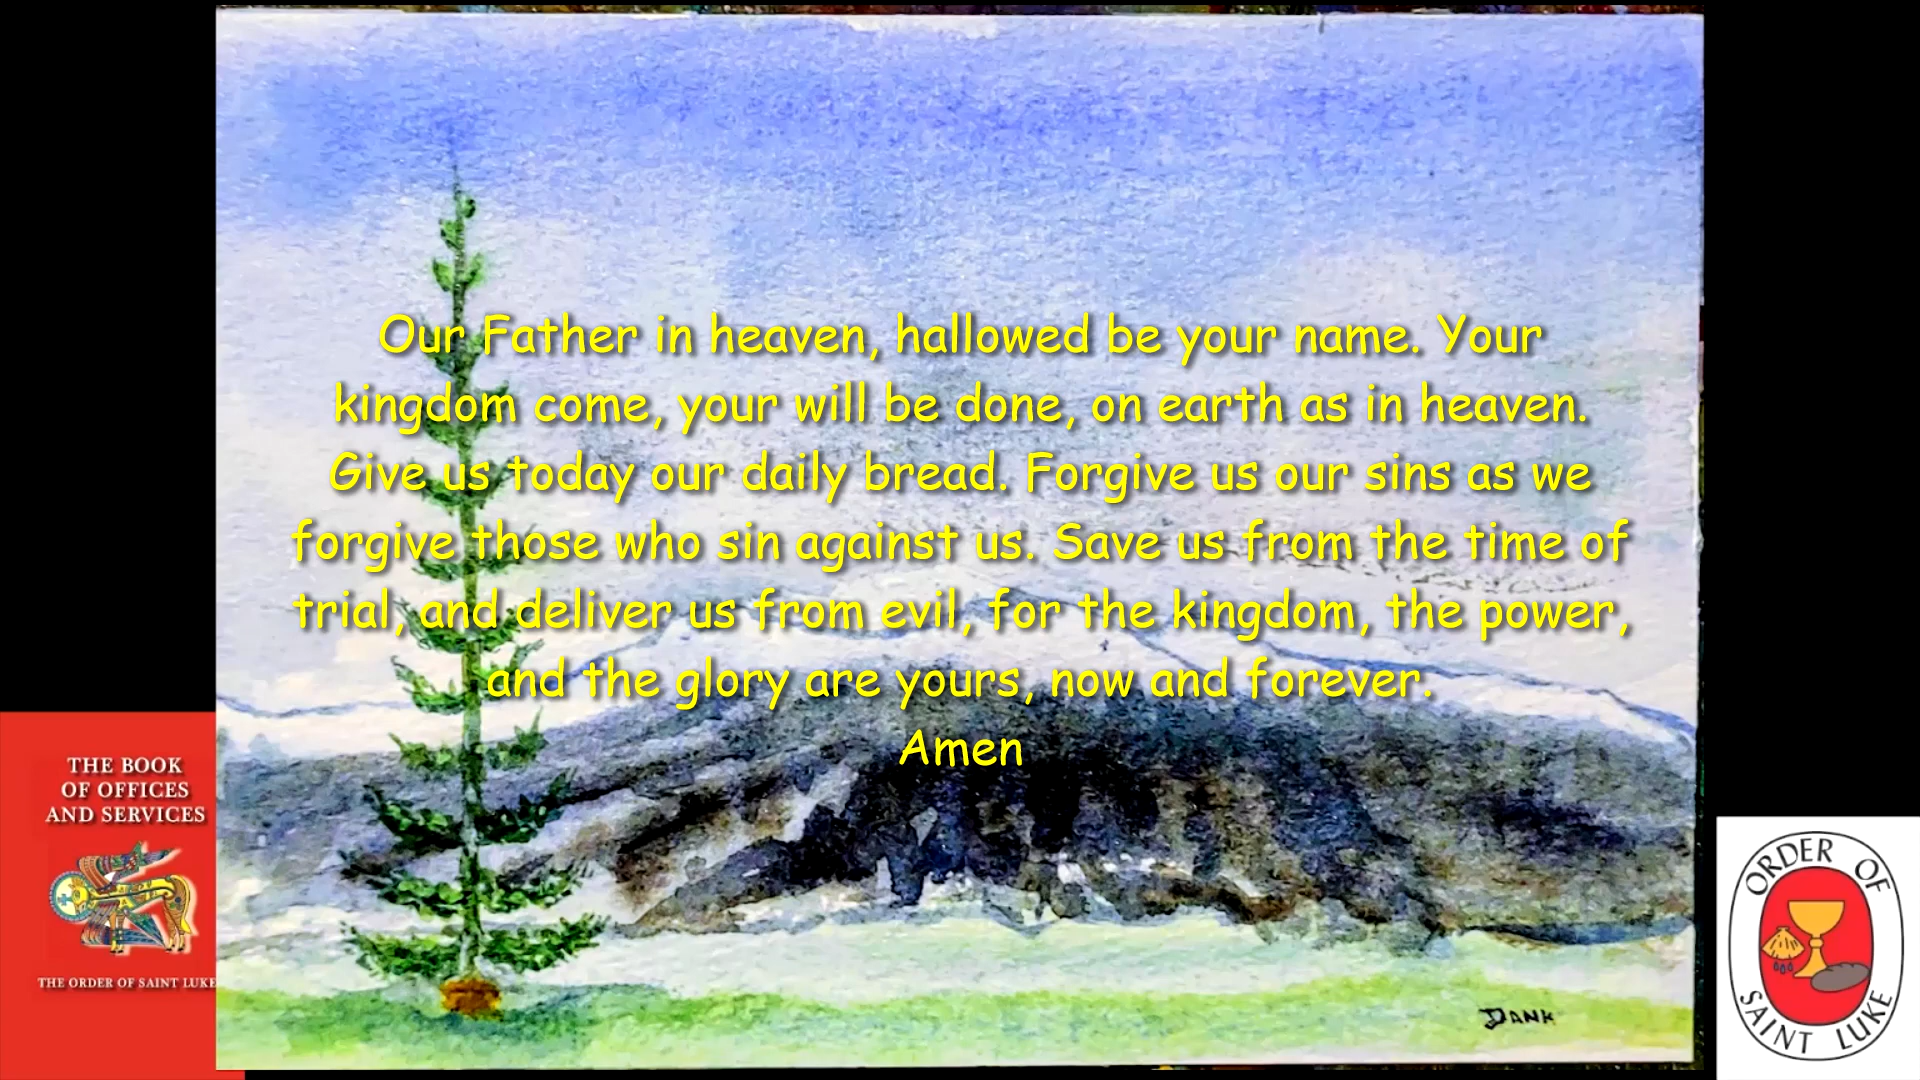 Our Father in heaven, hallowed be your name. Your
kingdom come, your will be done, on earth as in heaven.
Give us today our daily bread. Forgive us our sins as we
forgive those who sin against us. Save us from the time of
trial, and deliver us from evil, for the kingdom, the power,
and the glory are yours, now and forever.
Amen
THE BOOK
OF OFFICES
AND SERVICES
THE ORDER OF SAINT LUKE
ORDER OF
SAINT LUKE
DANK